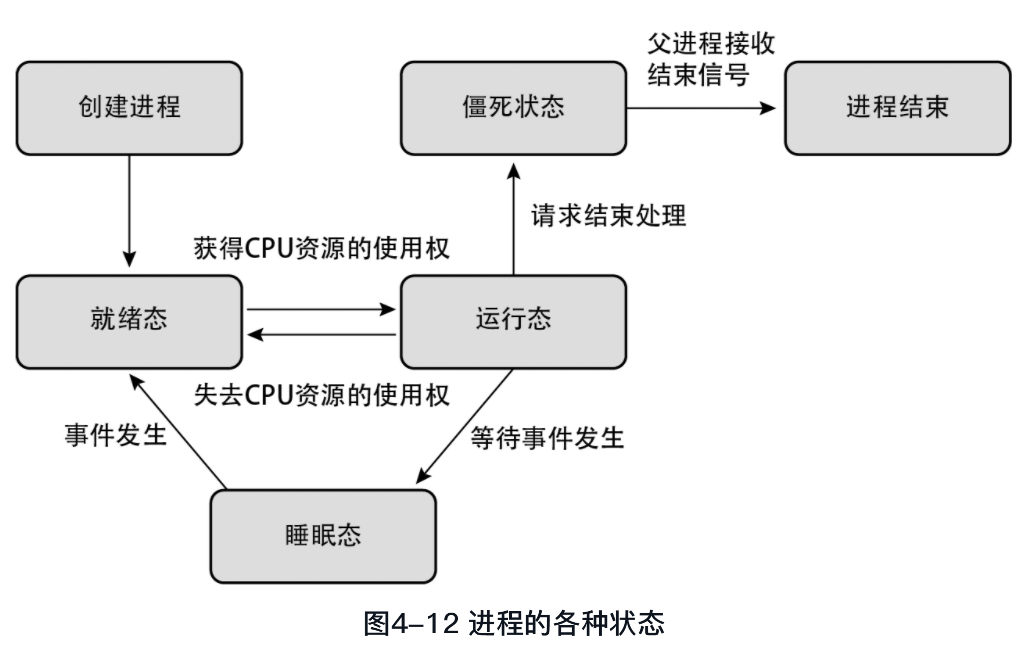 父进程接收
结束信号
创建进程
僵死状态
进程结束
请求结束处理
获得CPU资源的使用权
就绪态
运行态
失去CPU资源的使用权
事件发生
等待事件发生
睡眠态
图4-12 进程的各种状态